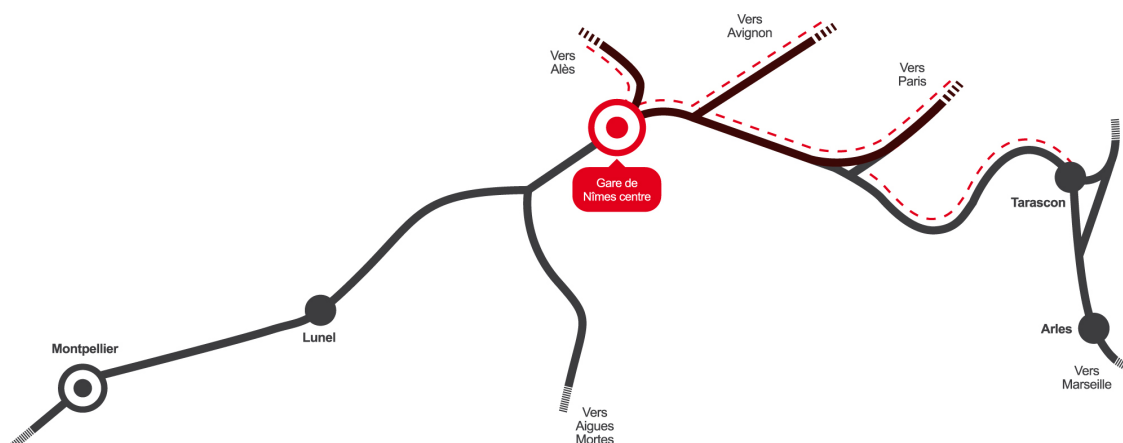 Vers
Avignon
Vers
Alès
Vers
Paris
Gare de
Nîmes centre
Tarascon
Arles
Lunel
Montpellier
Vers
Marseille
Vers
Aigues
Mortes